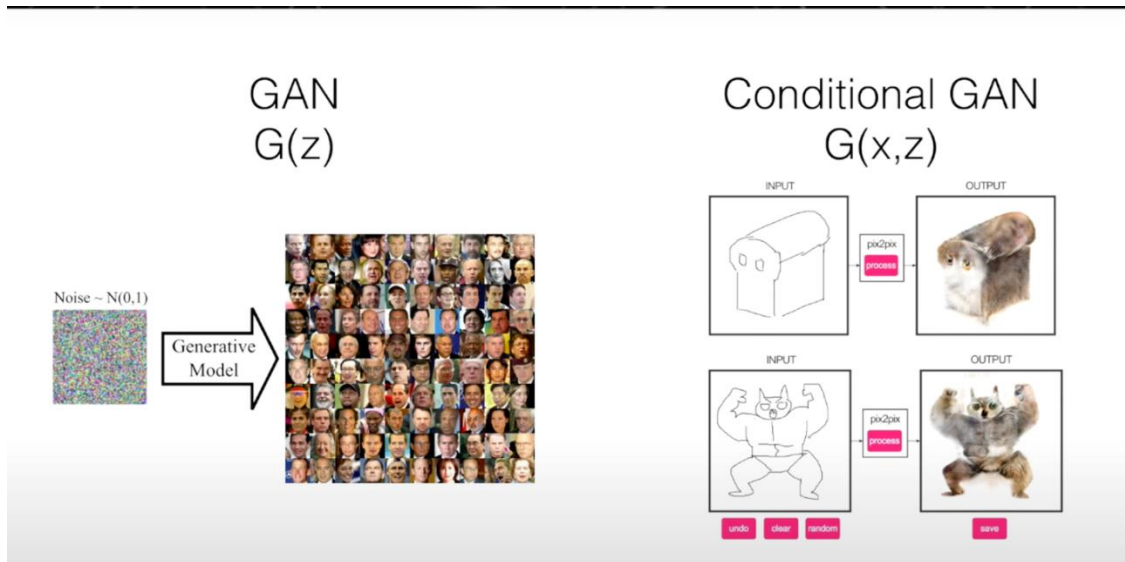 GAN
G(z)
Noise ~ N(0,1)
Generative
Model
Conditional GAN
G(x,z)
INPUT
OUTPUT
pix2pix
process
INPUT
OUTPUT
pix2pix
process
undo
clear
random
save